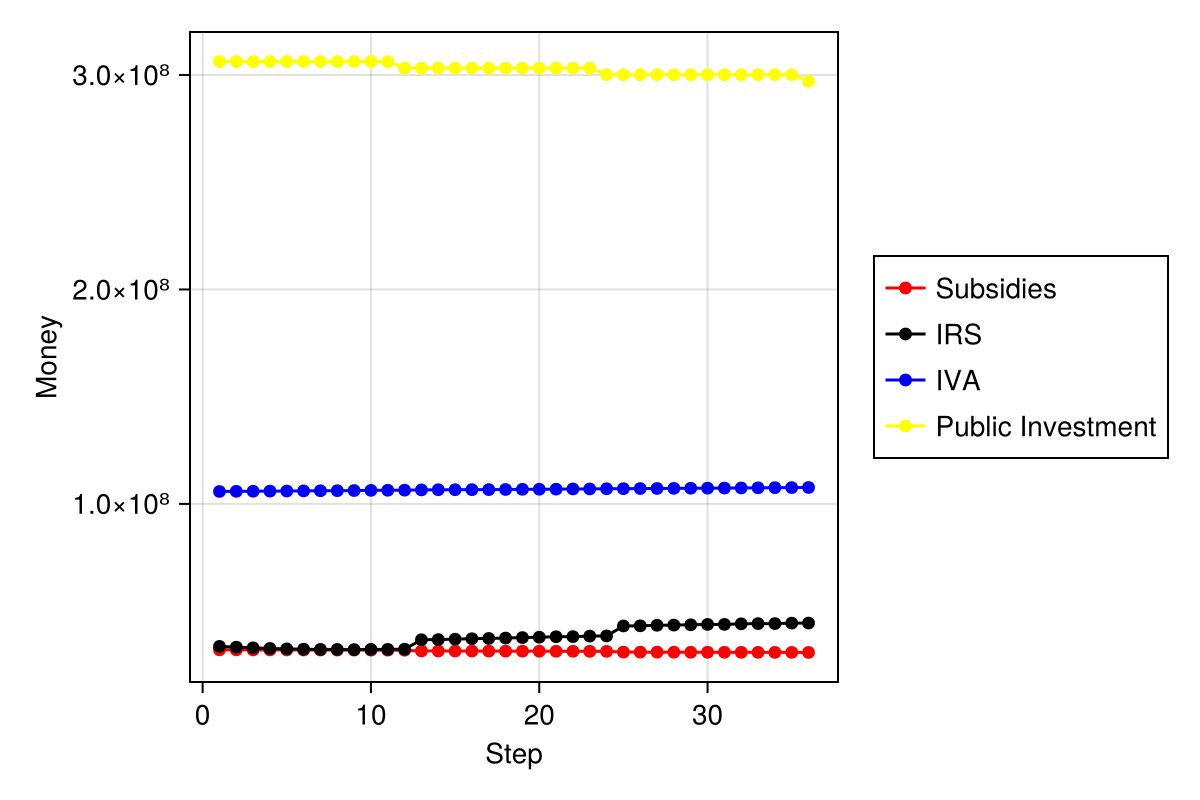 3.0×10⁸
2.0×10⁸
1.0×10⁸
Money
0 10 20 30
Step
Subsidies
IRS
IVA
Public Investment